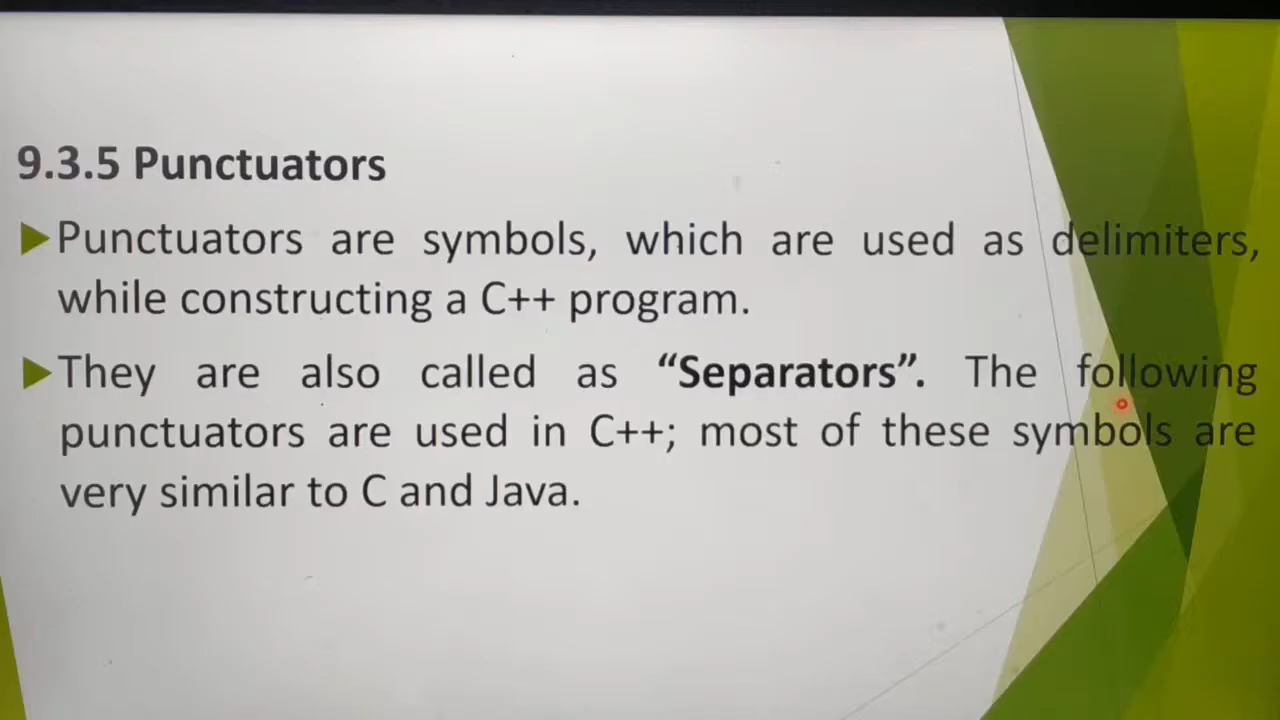 9.3.5 Punctuators
Punctuators are symbols, which are used as delimiters,
while constructing a C++ program.
They are also called as “Separators”. The following
punctuators are used in C++; most of these symbols are
very similar to C and Java.